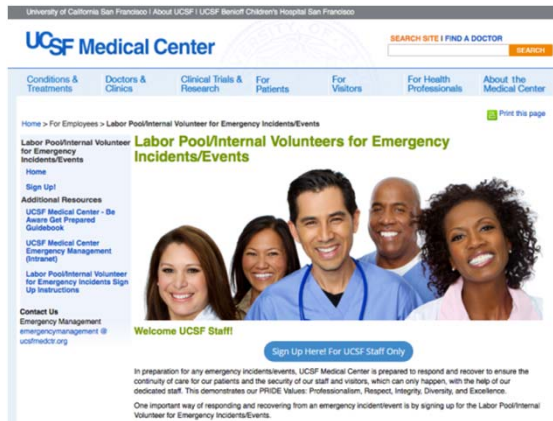 University of California San Francisco | About UCSF | UCSF Benioff Children's Hospital San Francisco
UCSF Medical Center
SEARCH SITE | FIND A DOCTOR
SEARCH
Conditions & Treatments
Doctors & Clinics
Clinical Trials & Research
For Patients
For Visitors
For Health Professionals
About the Medical Center
Print this page
Home > For Employees > Labor Pool/Internal Volunteer for Emergency Incidents/Events
Labor Pool/Internal Volunteer
for Emergency
Incidents/Events
Home
Sign Up!
Additional Resources
UCSF Medical Center - Be
Aware Get Prepared
Guidebook
UCSF Medical Center
Emergency Management
(Intranet)
Labor Pool/Internal Volunteer
for Emergency Incidents Sign
Up Instructions
Contact Us
Emergency Management
emergencymanagement @
ucsfmedctr.org
Labor Pool/Internal Volunteers for Emergency
Incidents/Events
Welcome UCSF Staff!
Sign Up Here! For UCSF Staff Only
In preparation for any emergency incidents/events, UCSF Medical Center is prepared to respond and recover to ensure the
continuity of care for our patients and the security of our staff and visitors, which can only happen, with the help of our
dedicated staff. This demonstrates our PRIDE Values: Professionalism, Respect, Integrity, Diversity, and Excellence.
One important way of responding and recovering from an emergency incident/event is by signing up for the Labor Pool/Internal
Volunteer for Emergency Incidents/Events.